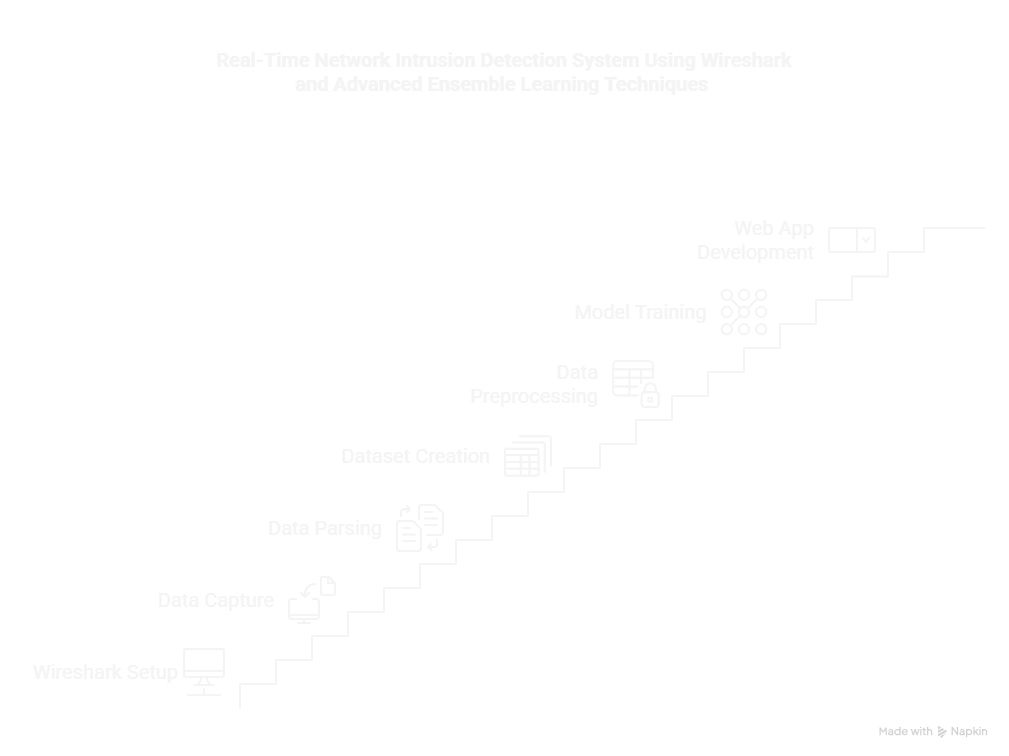 Real-Time Network Intrusion Detection System Using Wireshark
and Advanced Ensemble Learning Techniques
Web App
Development
Model Training
Data
Preprocessing
Dataset Creation
Data Parsing
Data Capture
Wireshark Setup
Made with Napkin